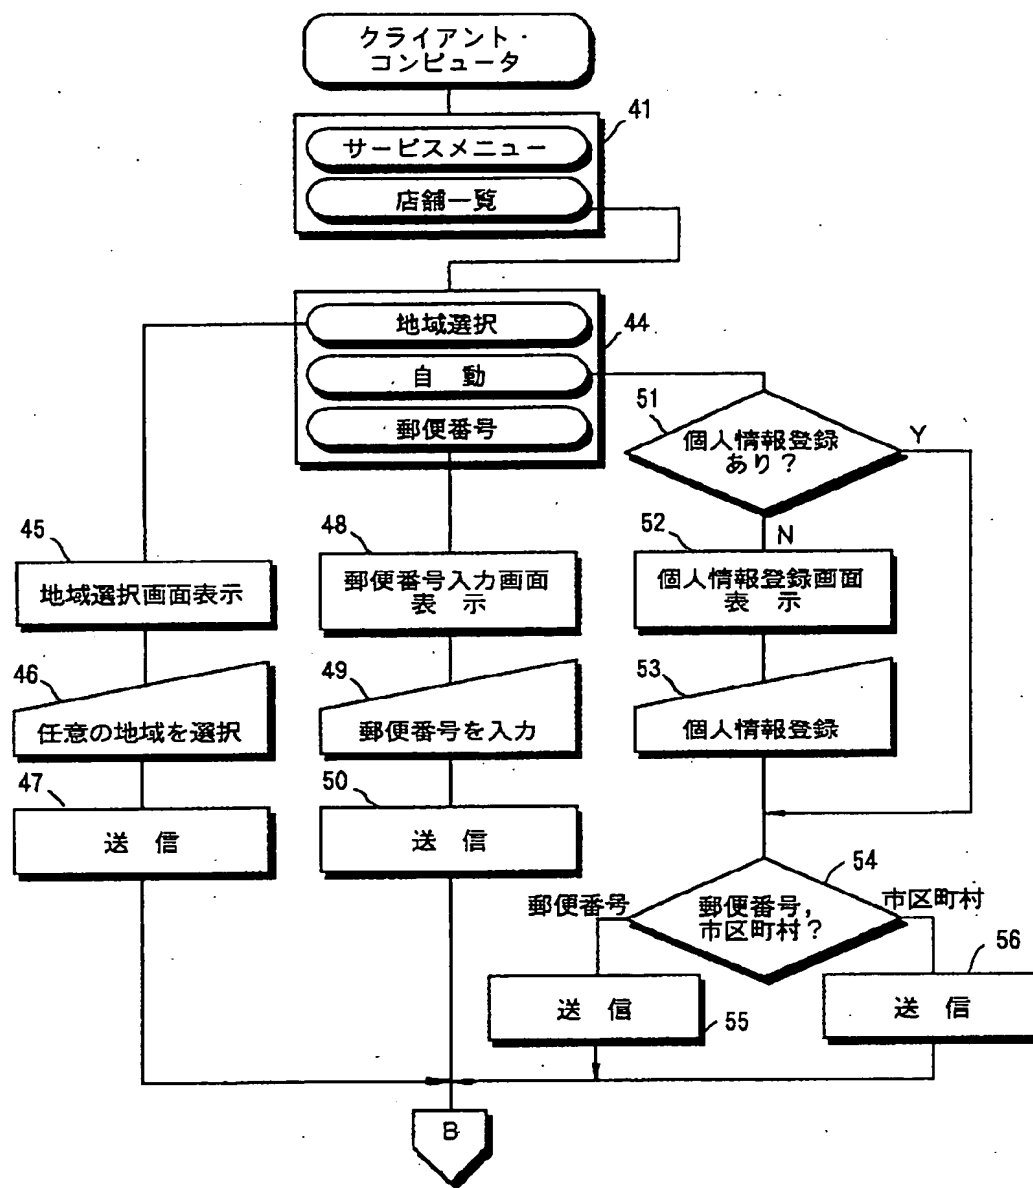 クライアント・
コンピュータ
41
サービスメニュー
店舗一覧
地域選択
44
自　動
郵便番号
51
個人情報登録
あり？
Y
N
45
地域選択画面表示
48
郵便番号入力画面
表　示
52
個人情報登録画面
表　示
46
任意の地域を選択
49
郵便番号を入力
53
個人情報登録
47
送　信
50
送　信
54
郵便番号
郵便番号，
市区町村？
市区町村
送　信
55
56
送　信
B